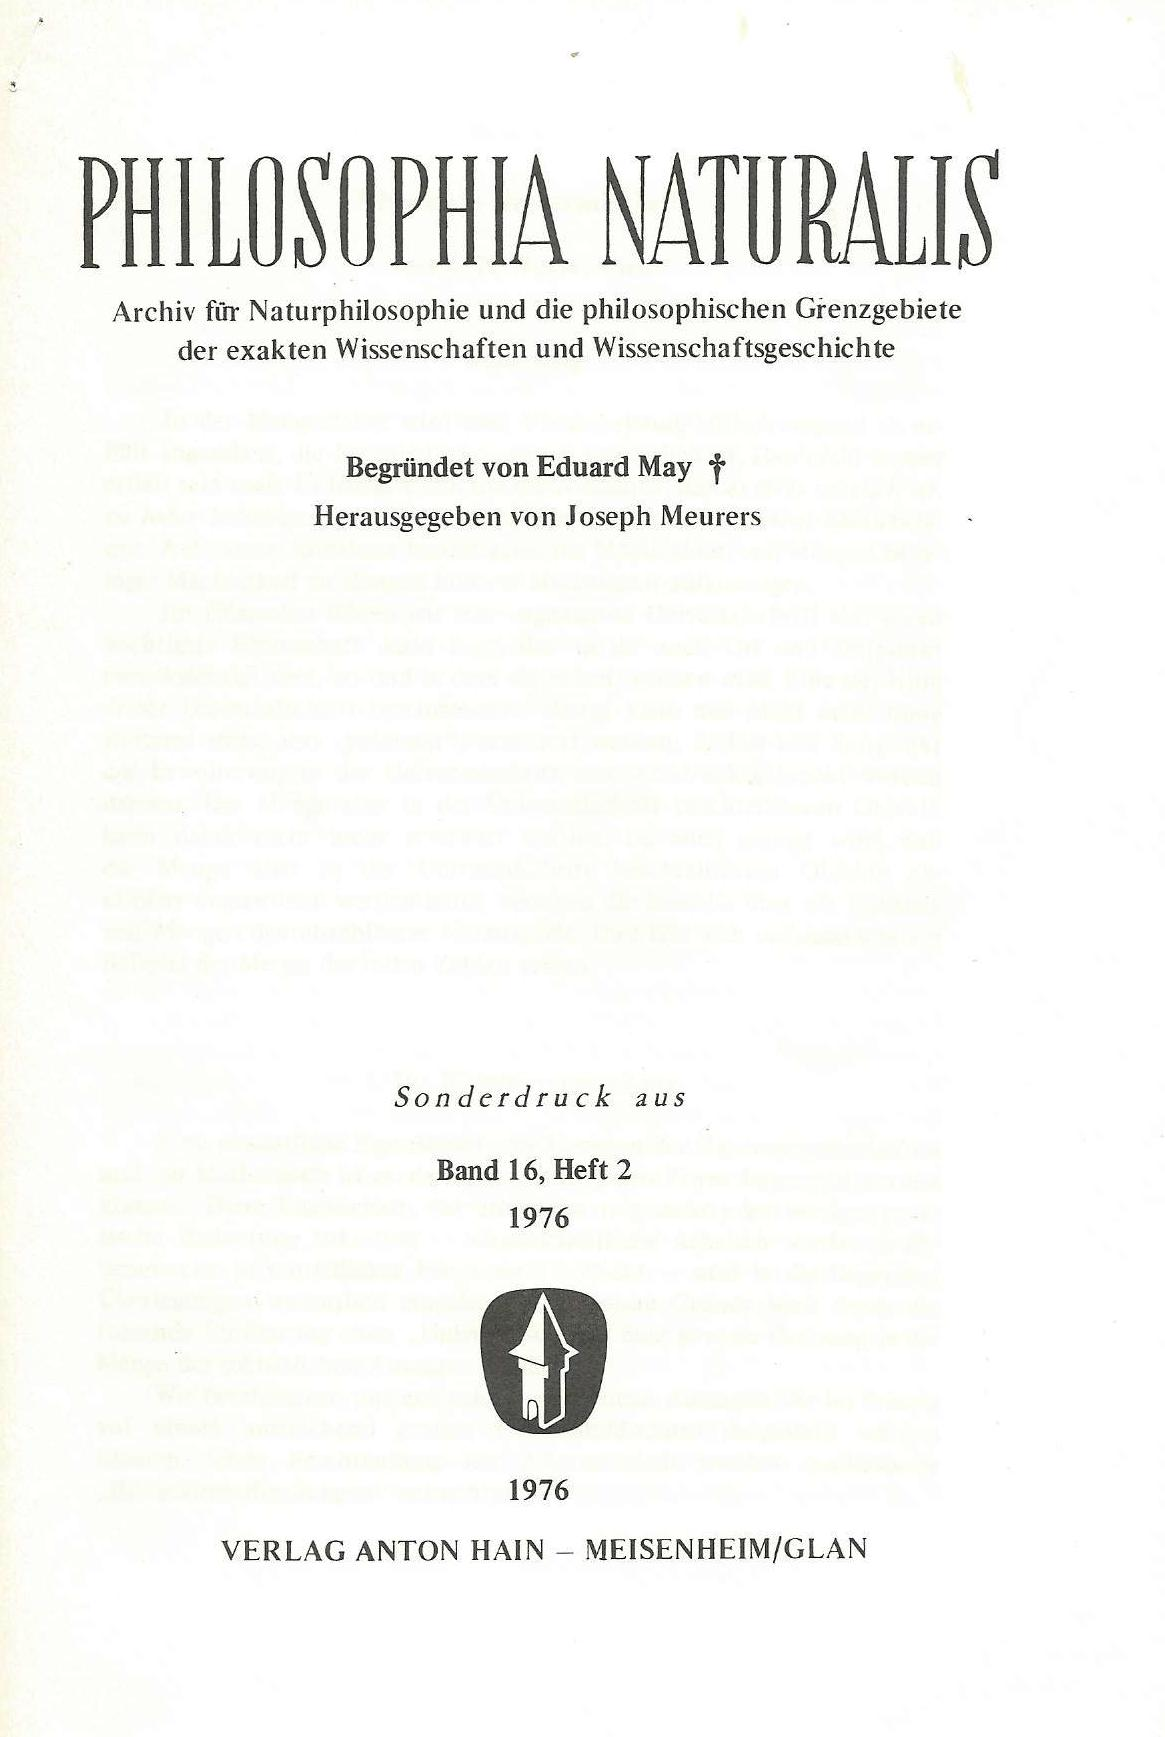 PHILOSOPHIA NATURALIS
Archiv für Naturphilosophie und die philosophischen Grenzgebiete
der exakten Wissenschaften und Wissenschaftsgeschichte
Begründet von Eduard May †
Herausgegeben von Joseph Meurers
Sonderdruck aus
Band 16, Heft 2
1976
1976
VERLAG ANTON HAIN – MEISENHEIM/GLAN